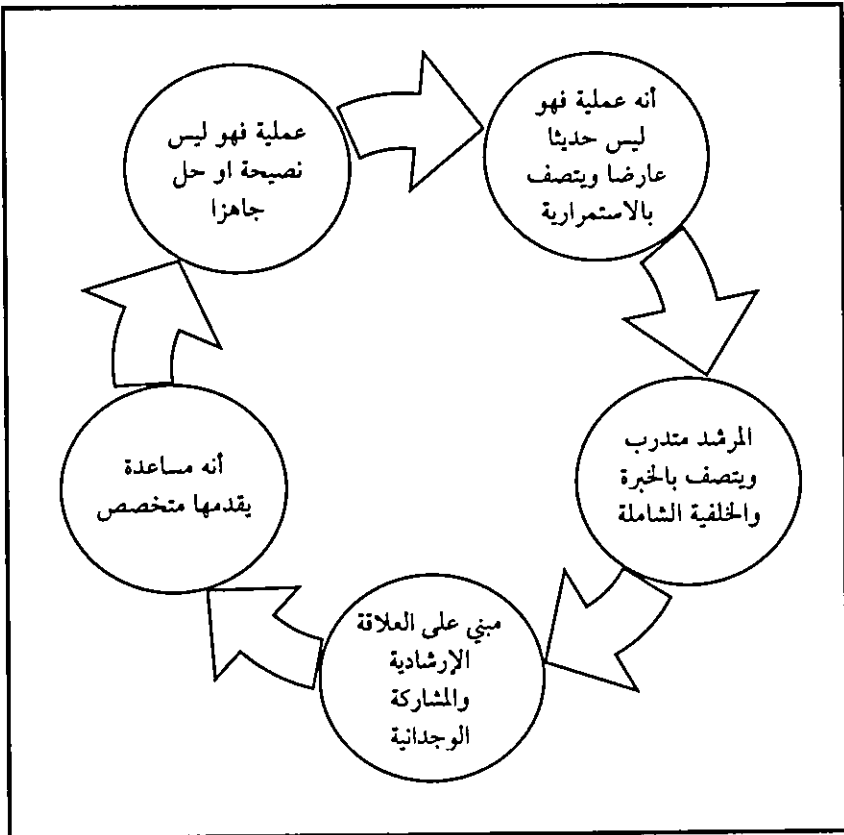 أنه عملية فهو
ليس حديثا
عارضا ويتصف
بالاستمرارية
المرشد متدرب
ويتصف بالخبرة
والخلفية الشاملة
مبني على العلاقة
الإرشادية
والمشاركة
الوجدانية
أنه مساعدة
يقدمها متخصص
عملية فهو ليس
نصيحة او حل
جاهزا